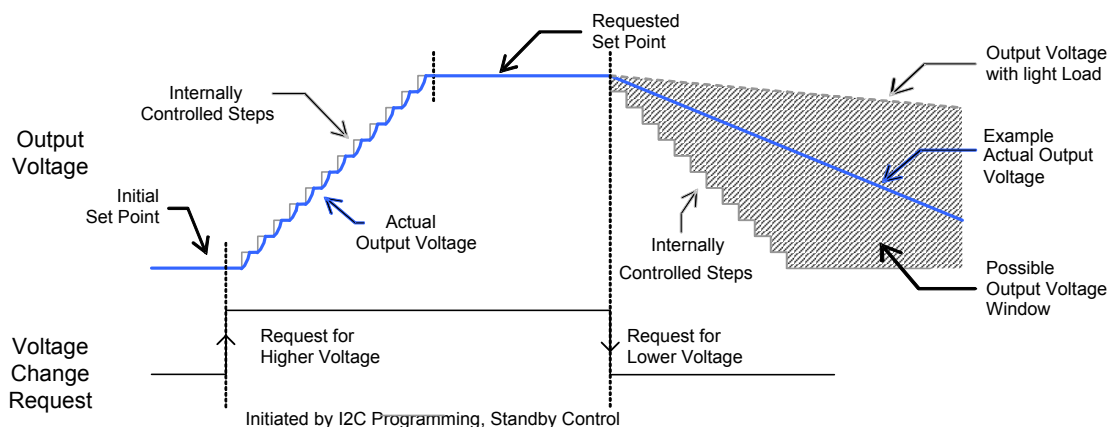 Requested
Set Point
Output Voltage
with light Load
Internally
Controlled Steps
Output
Voltage
Example
Actual Output
Voltage
Initial
Set Point
Actual
Output Voltage
Internally
Controlled Steps
Possible
Output Voltage
Window
Voltage
Change
Request
Request for
Higher Voltage
Request for
Lower Voltage
Initiated by I2C Programming, Standby Control